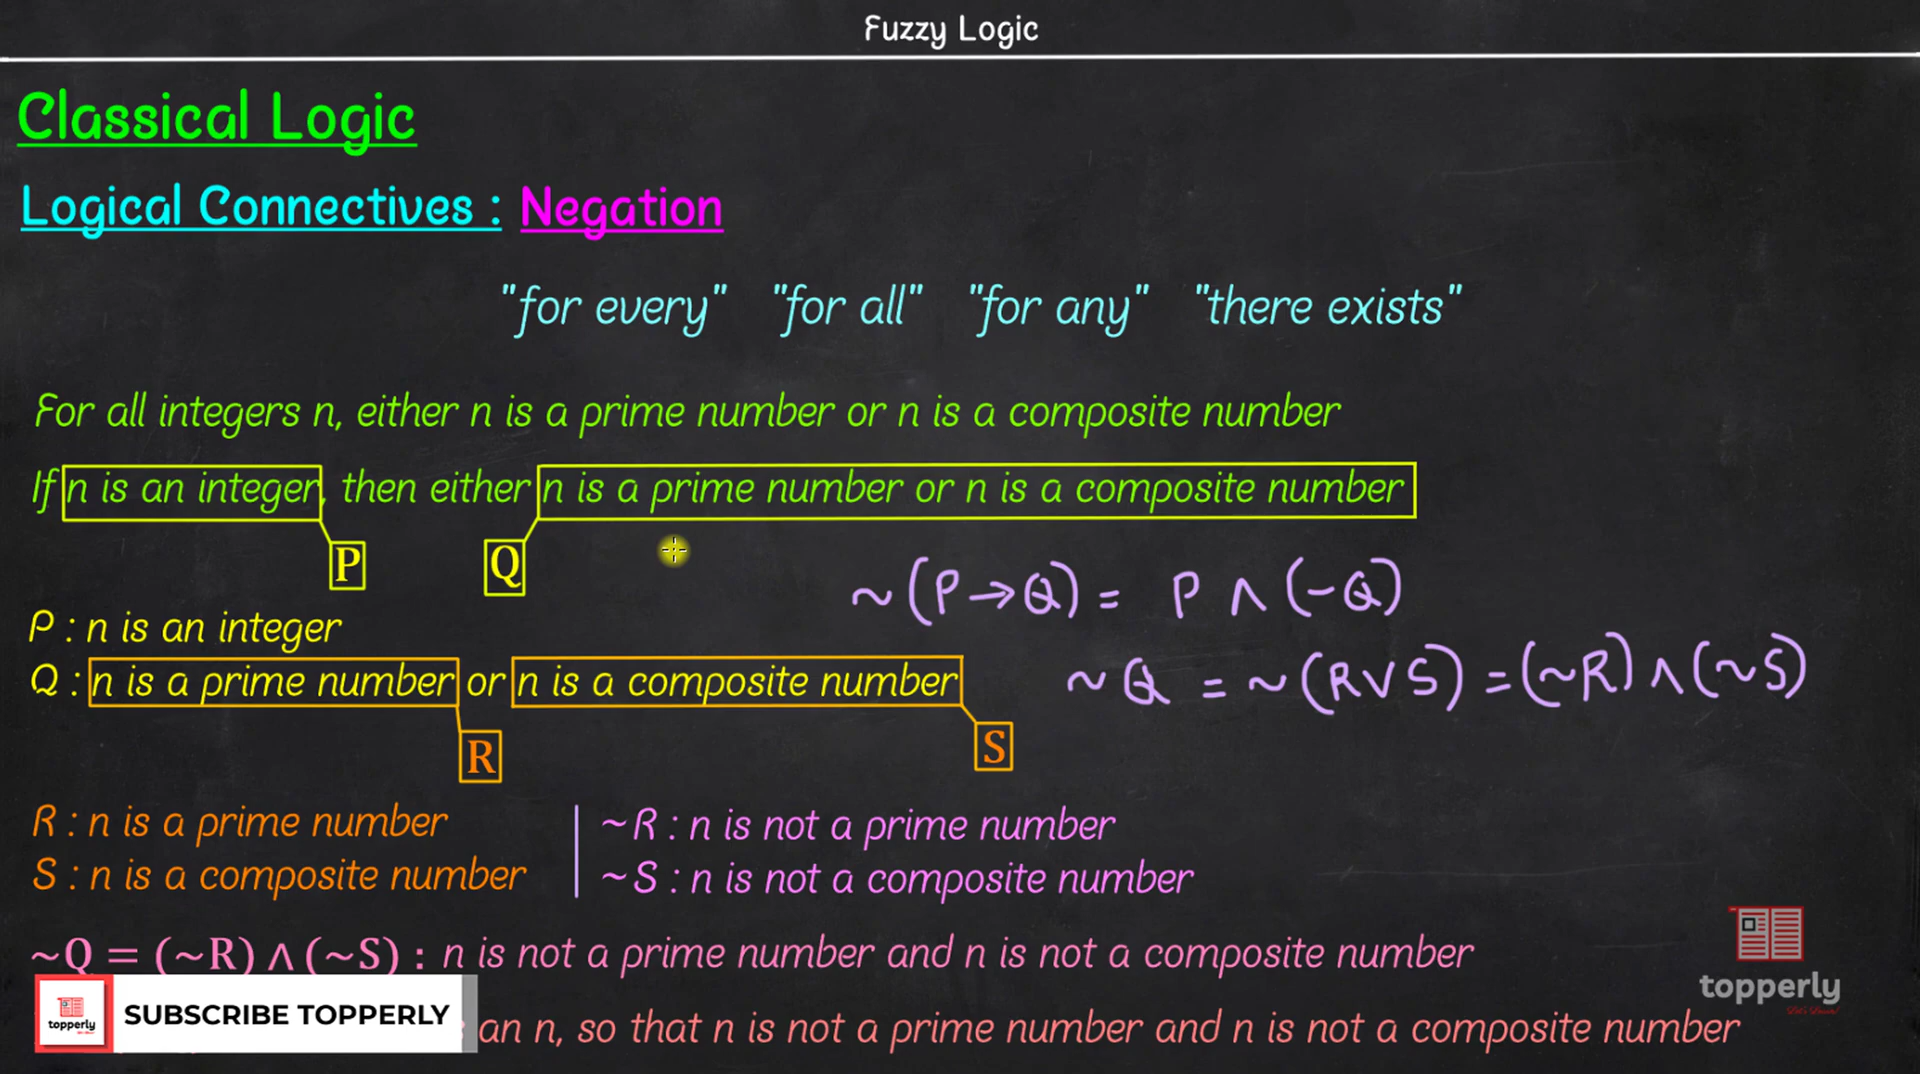 Fuzzy Logic
Classical Logic
Logical Connectives : Negation
"for every" "for all" "for any" "there exists"
For all integers n, either n is a prime number or n is a composite number
If n is an integer, then either n is a prime number or n is a composite number
P Q
~(P→Q) = P ∧ (-Q)
P : n is an integer
Q : n is a prime number or n is a composite number
~Q = ~(R∨S) = (~R) ∧ (~S)
R S
R : n is a prime number
S : n is a composite number
~R : n is not a prime number
~S : n is not a composite number
~Q = (~R) ∧ (~S) : n is not a prime number and n is not a composite number
topperly
SUBSCRIBE TOPPERLY
an n, so that n is not a prime number and n is not a composite number
topperly